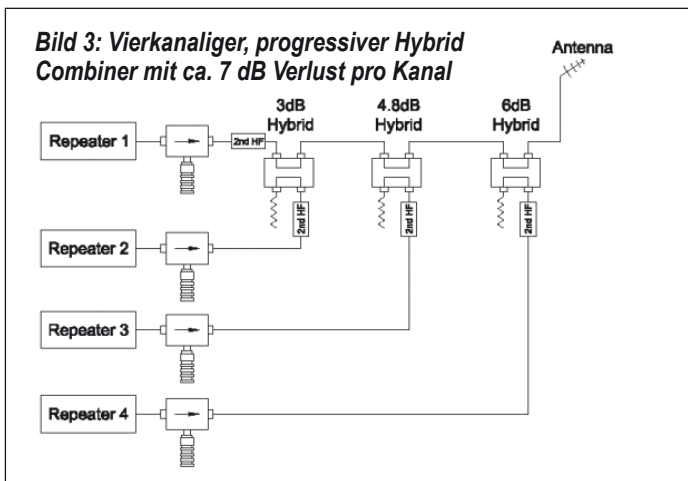 Bild 3: Vierkanaliger, progressiver Hybrid
Combiner mit ca. 7 dB Verlust pro Kanal
Antenna
3dB
Hybrid
4.8dB
Hybrid
6dB
Hybrid
Repeater 1
2nd HF
2nd HF
2nd HF
2nd HF
Repeater 2
Repeater 3
Repeater 4